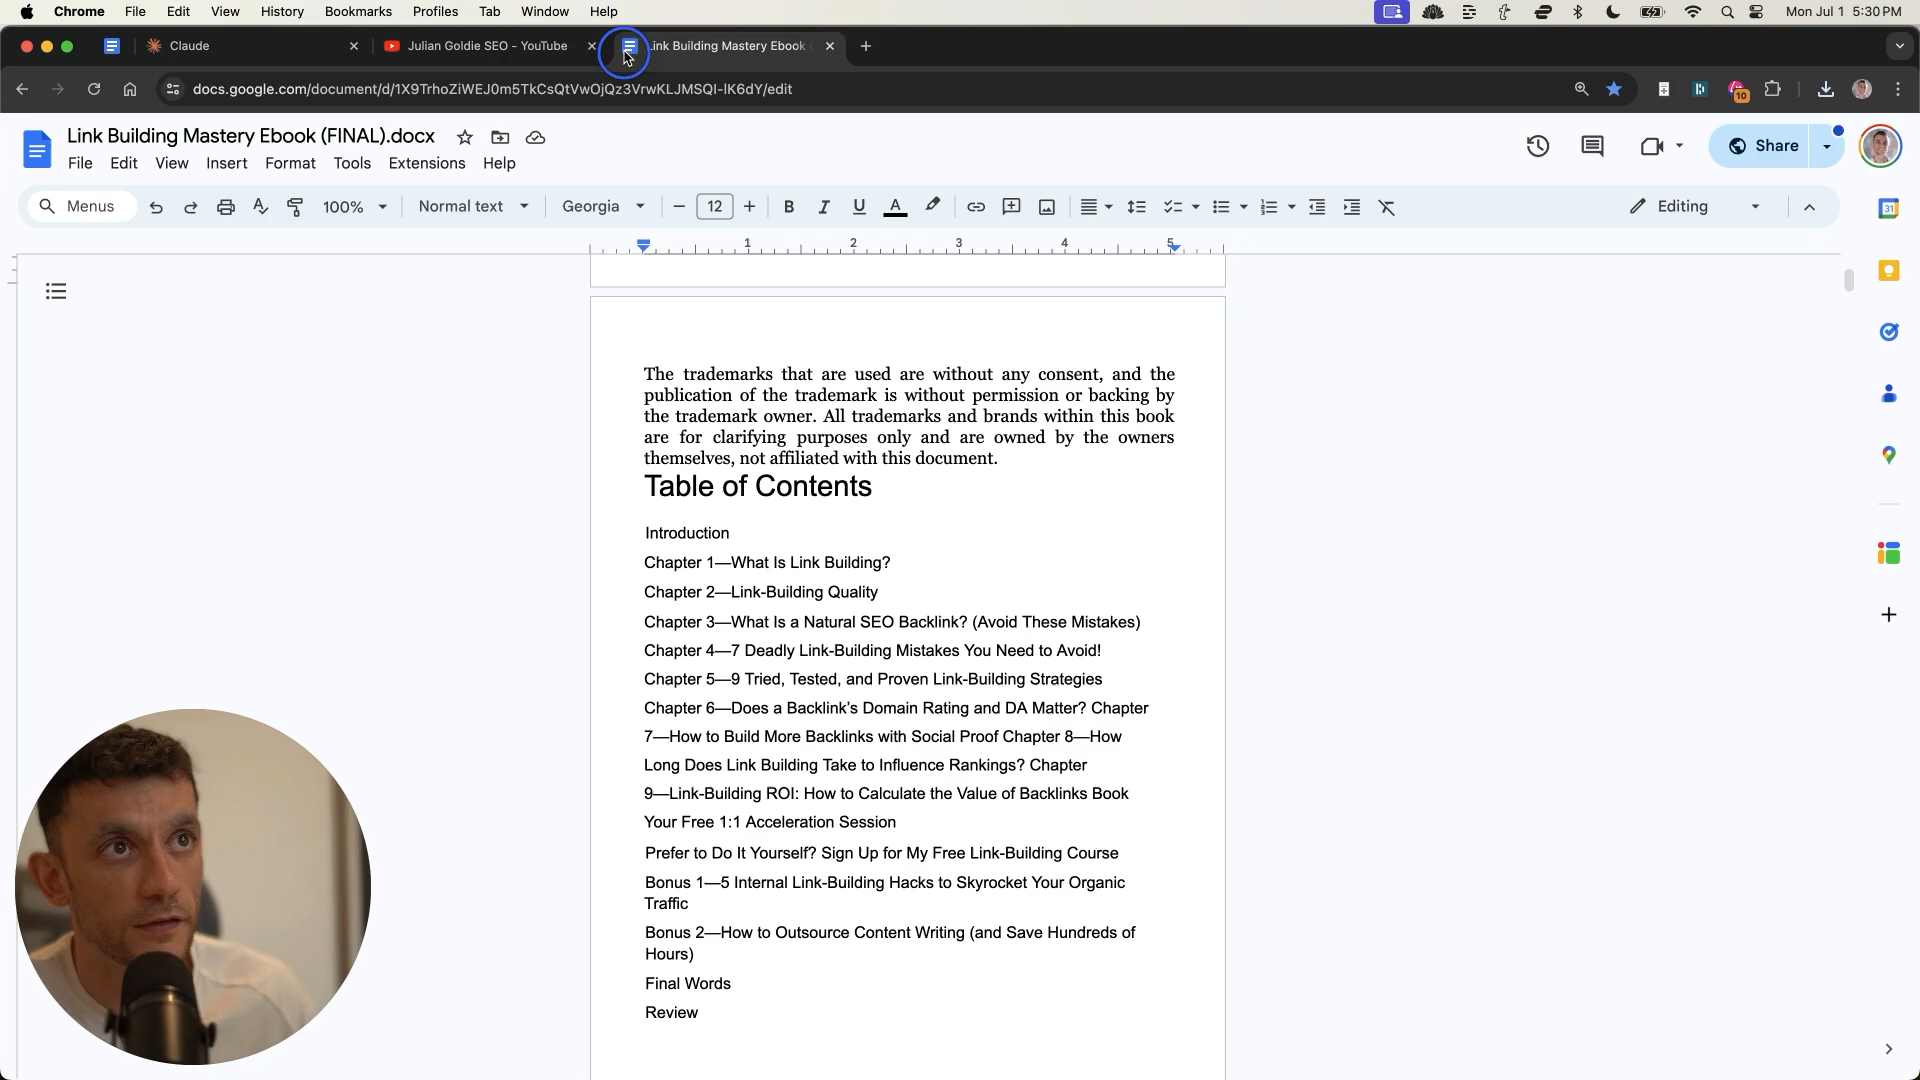 Chrome File Edit View History Bookmarks Profiles Tab Window Help Mon Jul 1 5:30 PM
Claude Julian Goldie SEO - YouTube Link Building Mastery Ebook
docs.google.com/document/d/1X9TrhoZiWEJ0m5TkCsQtVwOjQz3VrwKLJMSQI-lK6dY/edit 10
Link Building Mastery Ebook (FINAL).docx
Share
File Edit View Insert Format Tools Extensions Help
Menus 100% Normal text Georgia 12 B I U A Editing
31
1 2 3 4 5
The trademarks that are used are without any consent, and the
publication of the trademark is without permission or backing by
the trademark owner. All trademarks and brands within this book
are for clarifying purposes only and are owned by the owners
themselves, not affiliated with this document.
Table of Contents
Introduction
Chapter 1—What Is Link Building?
Chapter 2—Link-Building Quality
Chapter 3—What Is a Natural SEO Backlink? (Avoid These Mistakes)
Chapter 4—7 Deadly Link-Building Mistakes You Need to Avoid!
Chapter 5—9 Tried, Tested, and Proven Link-Building Strategies
Chapter 6—Does a Backlink’s Domain Rating and DA Matter? Chapter
7—How to Build More Backlinks with Social Proof Chapter 8—How
Long Does Link Building Take to Influence Rankings? Chapter
9—Link-Building ROI: How to Calculate the Value of Backlinks Book
Your Free 1:1 Acceleration Session
Prefer to Do It Yourself? Sign Up for My Free Link-Building Course
Bonus 1—5 Internal Link-Building Hacks to Skyrocket Your Organic
Traffic
Bonus 2—How to Outsource Content Writing (and Save Hundreds of
Hours)
Final Words
Review